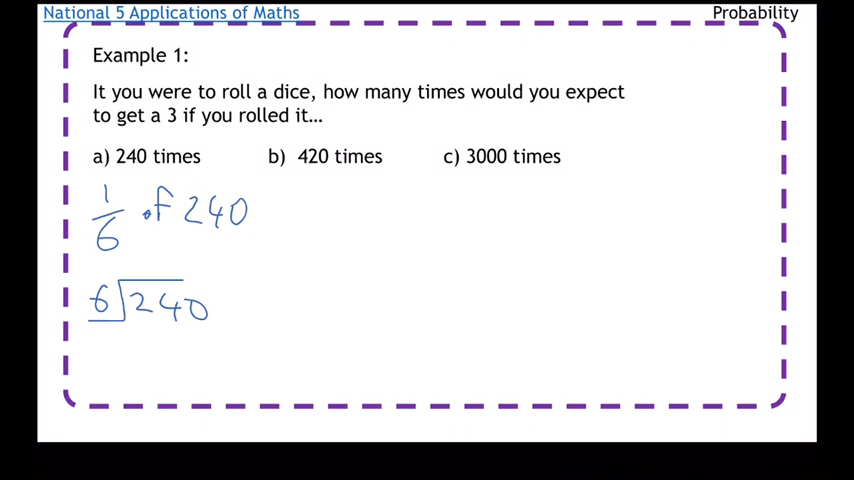 National 5 Applications of Maths
Probability
Example 1:
It you were to roll a dice, how many times would you expect
to get a 3 if you rolled it...
a) 240 times b) 420 times c) 3000 times
1/6 of 240
6 240